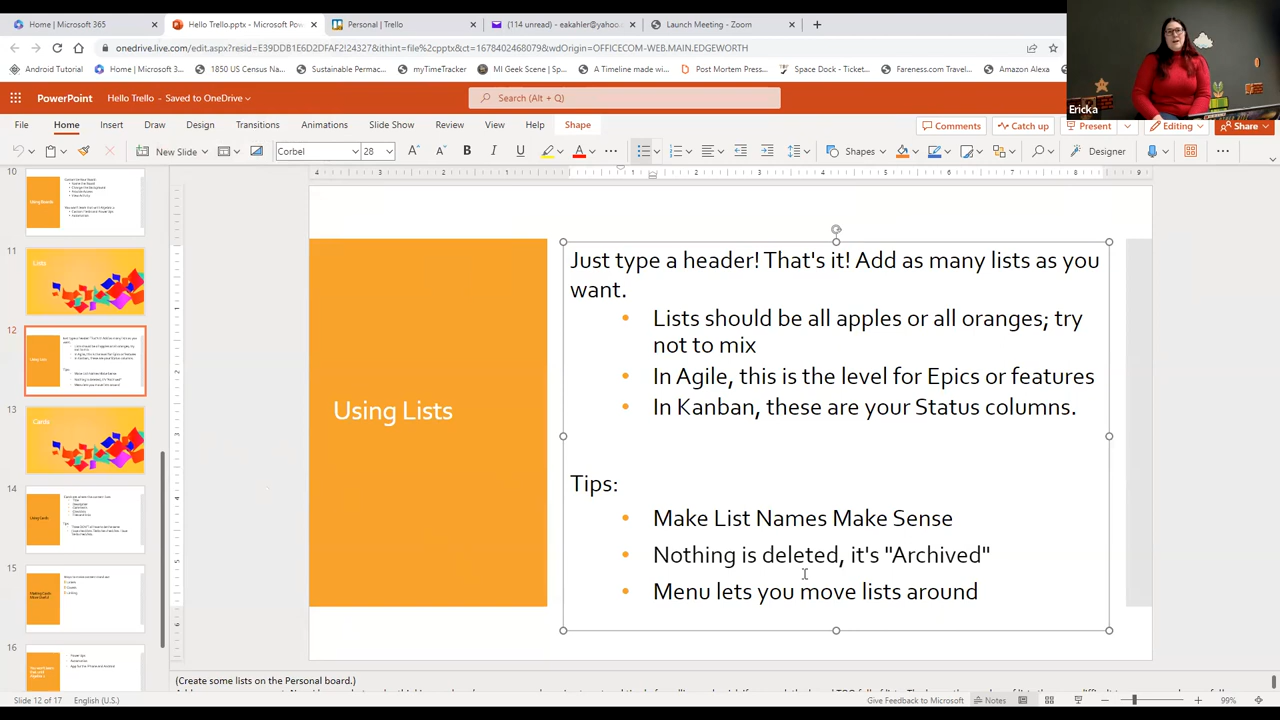 Home | Microsoft 365
Hello Trello.pptx - Microsoft Pow
Personal | Trello
(114 unread) - eakahler@yahoo.c
Launch Meeting - Zoom
onedrive.live.com/edit.aspx?resid=E39DDB1E6D2DFAF2!24327&ithint=file%2cpptx&ct=1678402468079&wdOrigin=OFFICECOM-WEB.MAIN.EDGEWORTH
Android Tutorial
Home | Microsoft 3...
1850 US Census Na...
Sustainable Permac...
myTimeTracker
MI Geek Scene | Sp...
A Timeline made wi...
Post Mortem Press...
Space Dock - Ticket...
Fareness.com Travel...
Amazon Alexa
Ericka
PowerPoint
Hello Trello - Saved to OneDrive
Search (Alt + Q)
File
Home
Insert
Draw
Design
Transitions
Animations
Slide Show
Review
View
Help
Shape
Comments
Catch up
Present
Editing
Share
New Slide
Corbel
28
B
I
U
A
Shapes
Designer
10
Using Boards
11
Lists
12
Using Lists
13
Cards
14
Using Cards
15
Making Cards More Useful
16
Using Lists
Just type a header! That's it! Add as many lists as you
want.
• Lists should be all apples or all oranges; try
not to mix
• In Agile, this is the level for Epics or features
• In Kanban, these are your Status columns.
Tips:
• Make List Names Make Sense
• Nothing is deleted, it's "Archived"
• Menu lets you move lists around
(Create some lists on the Personal board.)
Slide 12 of 17
English (U.S.)
Give Feedback to Microsoft
Notes
99%